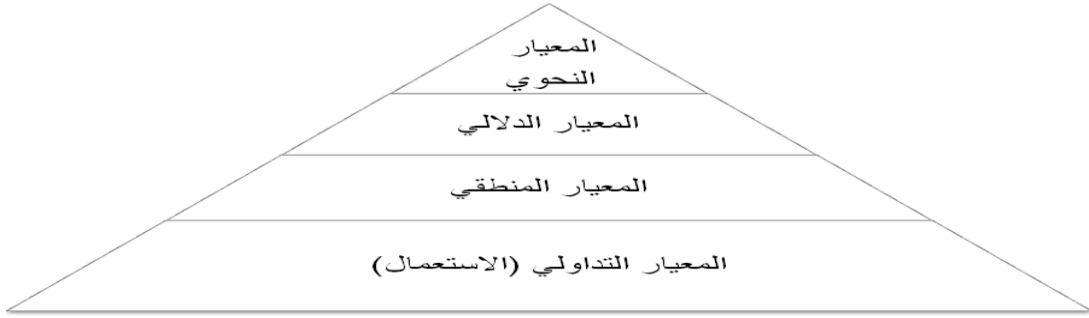 المعيار
النحوي
المعيار الدلالي
المعيار المنطقي
المعيار التداولي (الاستعمال)